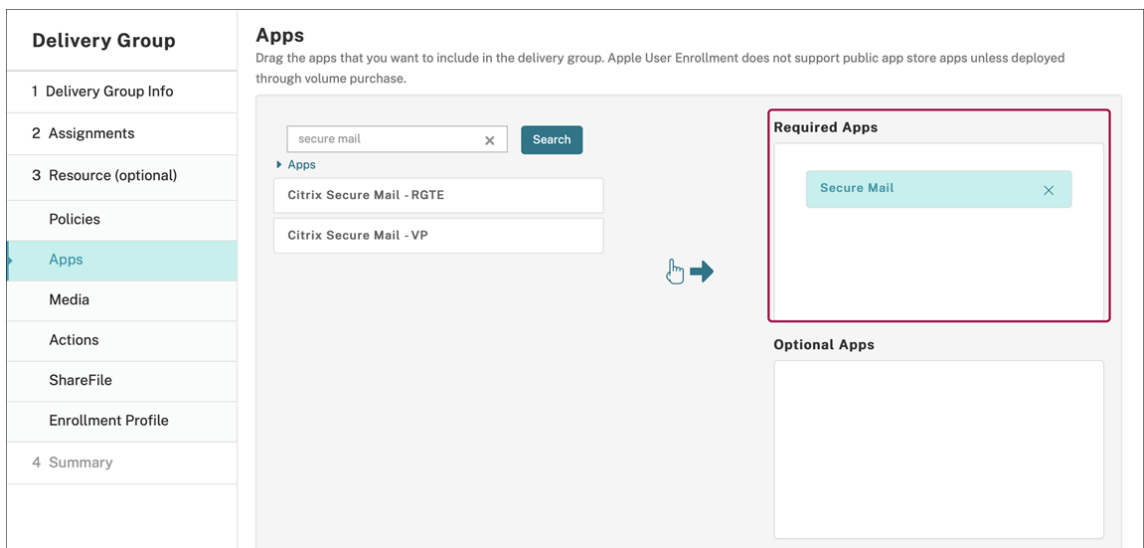 Delivery Group
1 Delivery Group Info
2 Assignments
3 Resource (optional)
Policies
Apps
Media
Actions
ShareFile
Enrollment Profile
4 Summary
Apps
Drag the apps that you want to include in the delivery group. Apple User Enrollment does not support public app store apps unless deployed
through volume purchase.
secure mail
Search
Apps
Citrix Secure Mail - RGTE
Citrix Secure Mail - VP
Required Apps
Secure Mail
Optional Apps